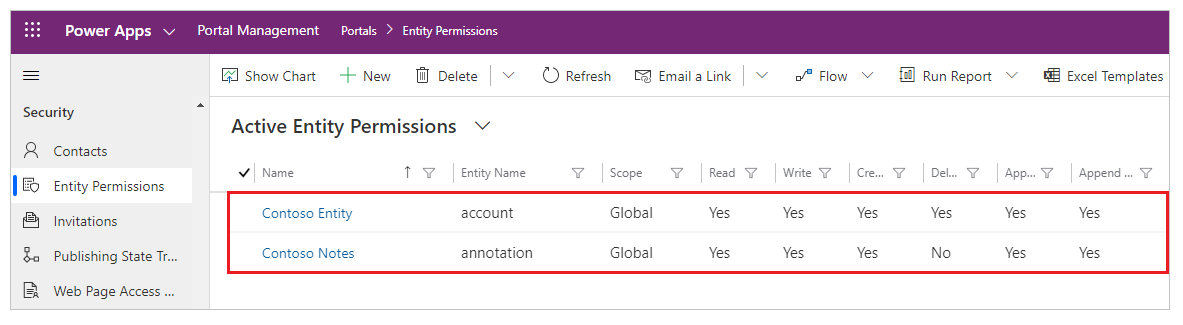 Power Apps Portal Management Portals > Entity Permissions
Show Chart New Delete Refresh Email a Link Flow Run Report Excel Templates
Security
Contacts
Entity Permissions
Invitations
Publishing State Tr...
Web Page Access ...
Active Entity Permissions
Name Entity Name Scope Read Write Cre... Del... App... Append ...
Contoso Entity account Global Yes Yes Yes Yes Yes Yes
Contoso Notes annotation Global Yes Yes Yes No Yes Yes